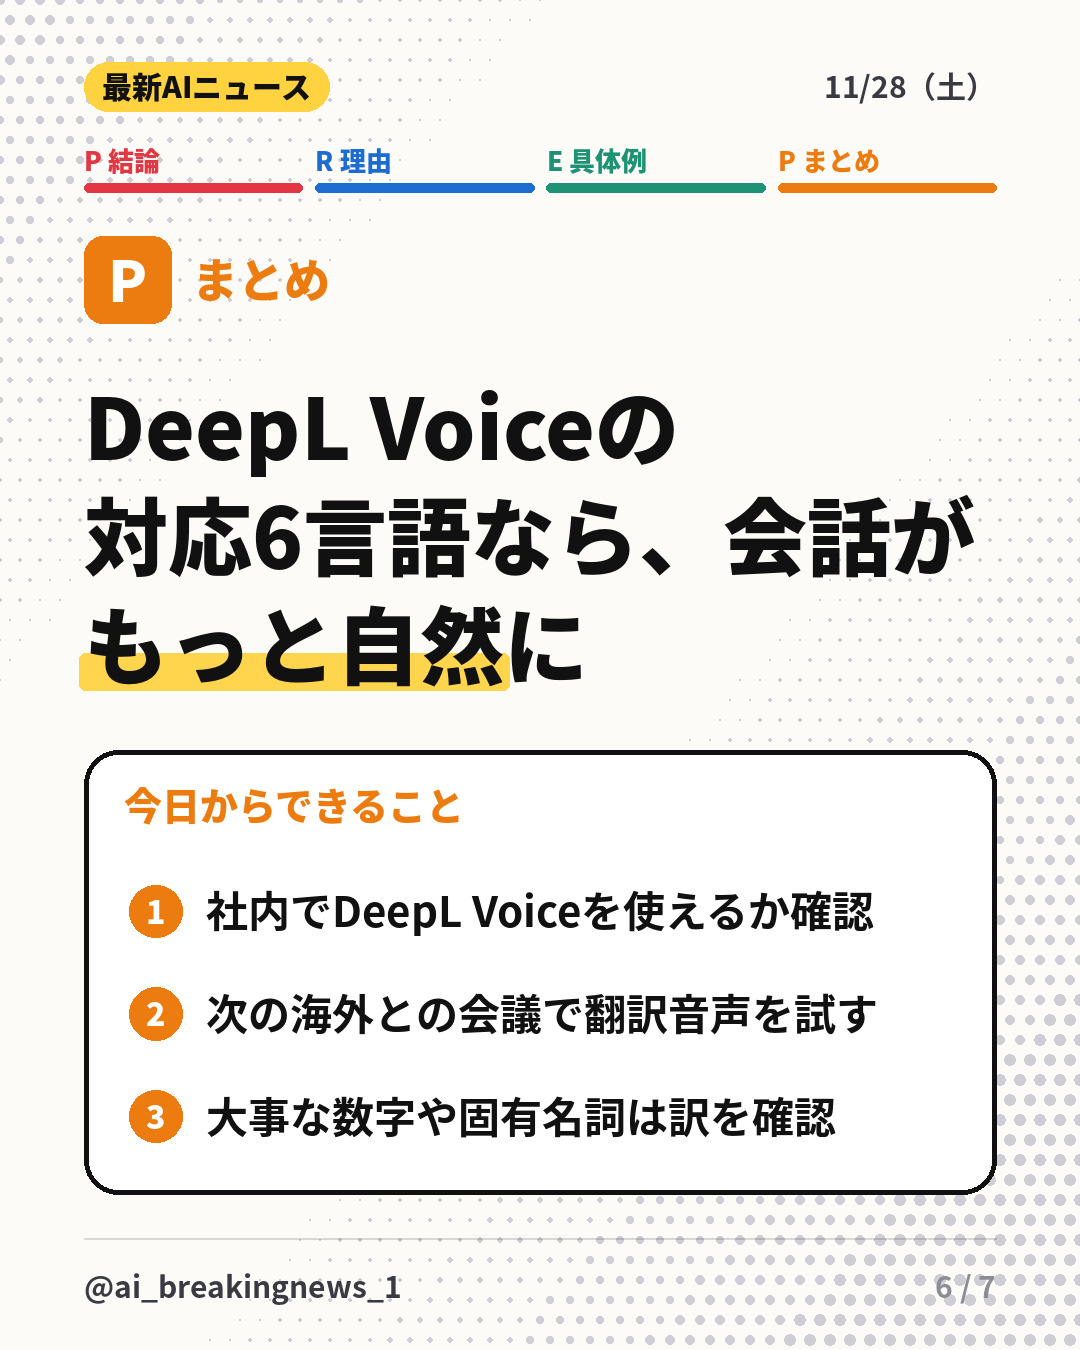 最新AIニュース
11/28（土）
P 結論
R 理由
E 具体例
P まとめ
P まとめ
DeepL Voiceの
対応6言語なら、会話が
もっと自然に
今日からできること
1 社内でDeepL Voiceを使えるか確認
2 次の海外との会議で翻訳音声を試す
3 大事な数字や固有名詞は訳を確認
@ai_breakingnews_1
6 / 7